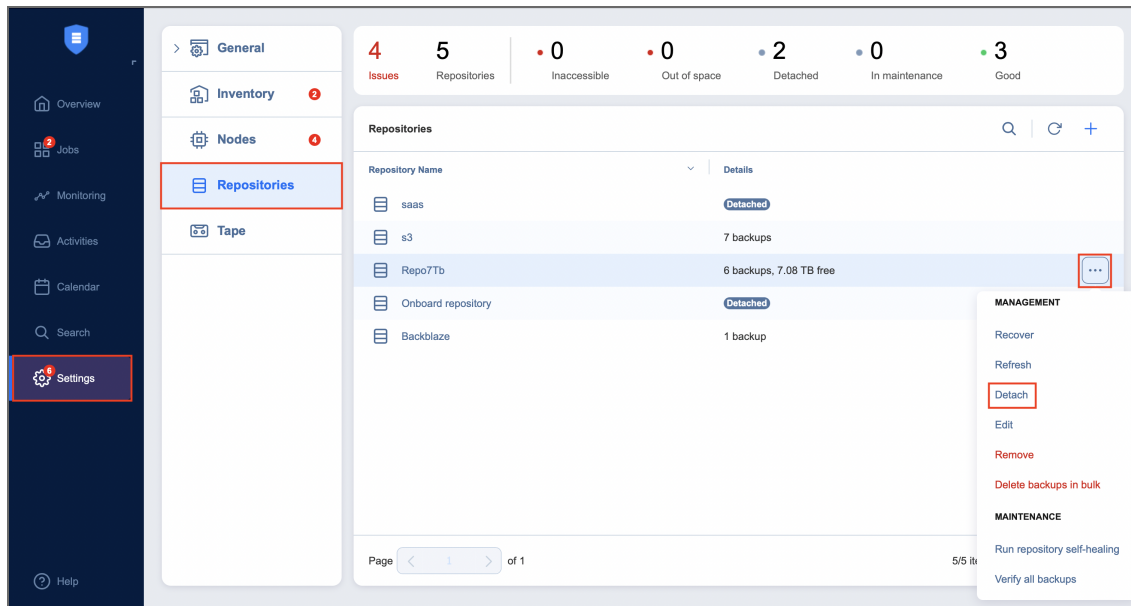 Overview
2
Jobs
Monitoring
Activities
Calendar
Search
6
Settings
Help
General
Inventory 2
Nodes 4
Repositories
Tape
4 5 0 0 2 0 3
Issues Repositories Inaccessible Out of space Detached In maintenance Good
Repositories
Repository Name Details
saas Detached
s3 7 backups
Repo7Tb 6 backups, 7.08 TB free ...
Onboard repository Detached
Backblaze 1 backup
Page 1 of 1 5/5
MANAGEMENT
Recover
Refresh
Detach
Edit
Remove
Delete backups in bulk
MAINTENANCE
Run repository self-healing
Verify all backups